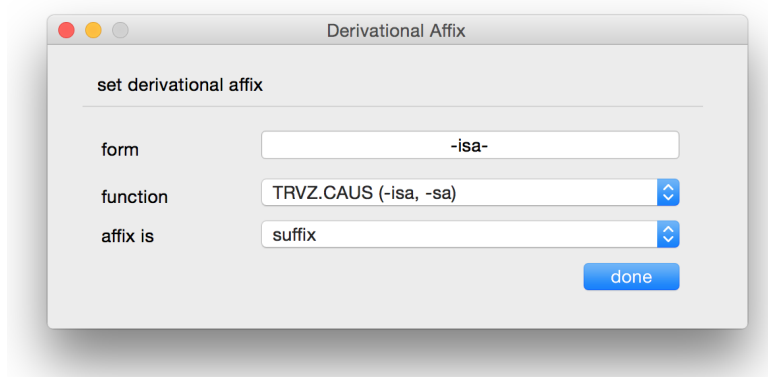 Derivational Affix
set derivational affix
form -isa-
function TRVZ.CAUS (-isa, -sa)
affix is suffix
done